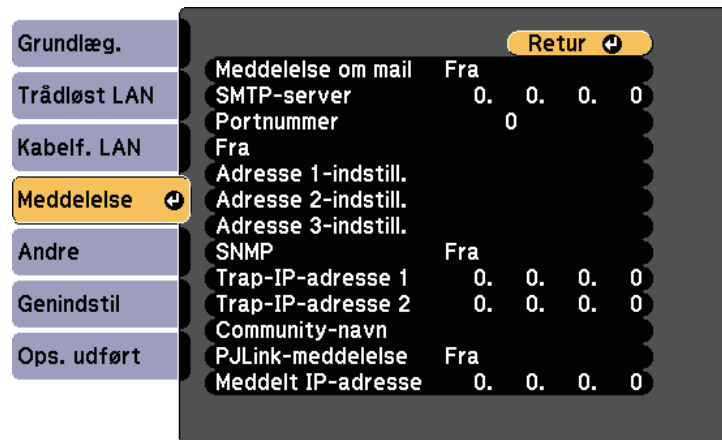 Grundlæg.
Trådløst LAN
Kabelf. LAN
Meddelelse
Andre
Genindstil
Ops. udført
Retur
Meddelelse om mail Fra
SMTP-server 0. 0. 0. 0
Portnummer 0
Fra
Adresse 1-indstill.
Adresse 2-indstill.
Adresse 3-indstill.
SNMP Fra
Trap-IP-adresse 1 0. 0. 0. 0
Trap-IP-adresse 2 0. 0. 0. 0
Community-navn
PJLink-meddelelse Fra
Meddelt IP-adresse 0. 0. 0. 0